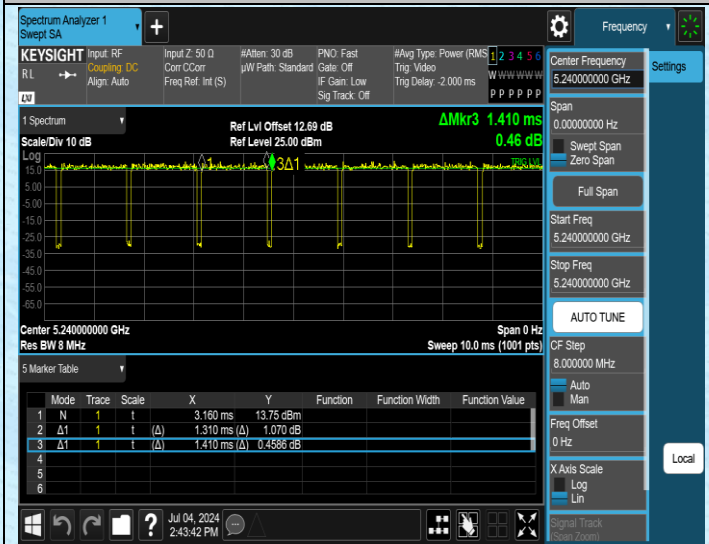 Spectrum Analyzer 1
Swept SA
Frequency
KEYSIGHT
RL
LXI
Input: RF
Coupling: DC
Align: Auto
Input Z: 50 Ω
Corr CCorr
Freq Ref: Int (S)
#Atten: 30 dB
µW Path: Standard
PNO: Fast
Gate: Off
IF Gain: Low
Sig Track: Off
#Avg Type: Power (RMS
Trig: Video
Trig Delay: -2.000 ms
1 2 3 4 5 6
W W W W W W
P P P P P P
1 Spectrum
Scale/Div 10 dB
Ref Lvl Offset 12.69 dB
Ref Level 25.00 dBm
ΔMkr3 1.410 ms
0.46 dB
Log
TRIG LVL
1
3Δ1
15.0
5.00
-5.00
-15.0
-25.0
-35.0
-45.0
-55.0
-65.0
Center 5.240000000 GHz
Res BW 8 MHz
Span 0 Hz
Sweep 10.0 ms (1001 pts)
5 Marker Table
Mode Trace Scale X Y Function Function Width Function Value
1 N 1 t 3.160 ms 13.75 dBm
2 Δ1 1 t (Δ) 1.310 ms (Δ) 1.070 dB
3 Δ1 1 t (Δ) 1.410 ms (Δ) 0.4586 dB
4
5
6
Jul 04, 2024
2:43:42 PM
Center Frequency
5.240000000 GHz
Span
0.00000000 Hz
Swept Span
Zero Span
Full Span
Start Freq
5.240000000 GHz
Stop Freq
5.240000000 GHz
AUTO TUNE
CF Step
8.000000 MHz
Auto
Man
Freq Offset
0 Hz
X Axis Scale
Log
Lin
Signal Track
(Span Zoom)
Settings
Local